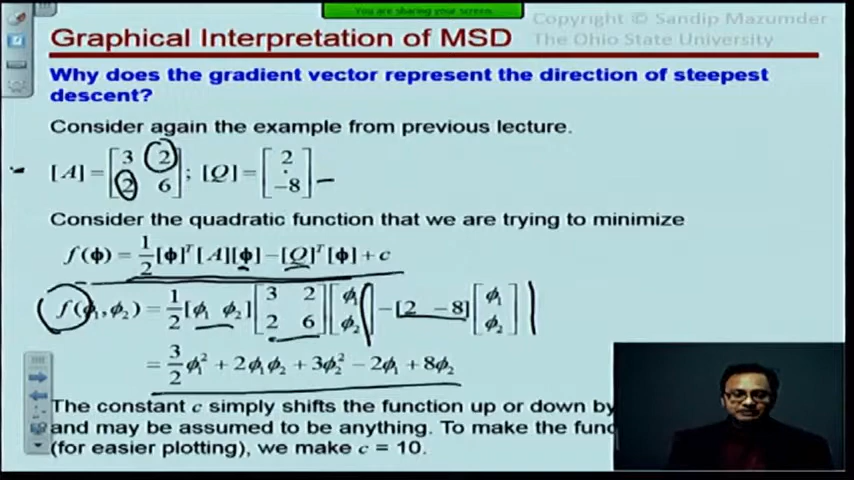 You are sharing your screen
Copyright © Sandip Mazumder
Graphical Interpretation of MSD The Ohio State University
Why does the gradient vector represent the direction of steepest
descent?
Consider again the example from previous lecture.
[A] = [3 2; 2 6]; [Q] = [2; -8]
Consider the quadratic function that we are trying to minimize
f(ϕ) = 1/2 [ϕ]ᵀ[A][ϕ] − [Q]ᵀ[ϕ] + c
f(ϕ₁, ϕ₂) = 1/2 [ϕ₁ ϕ₂] [3 2; 2 6] [ϕ₁; ϕ₂] − [2 −8] [ϕ₁; ϕ₂]
= 3/2 ϕ₁² + 2ϕ₁ϕ₂ + 3ϕ₂² − 2ϕ₁ + 8ϕ₂
The constant c simply shifts the function up or down by
and may be assumed to be anything. To make the func
(for easier plotting), we make c = 10.